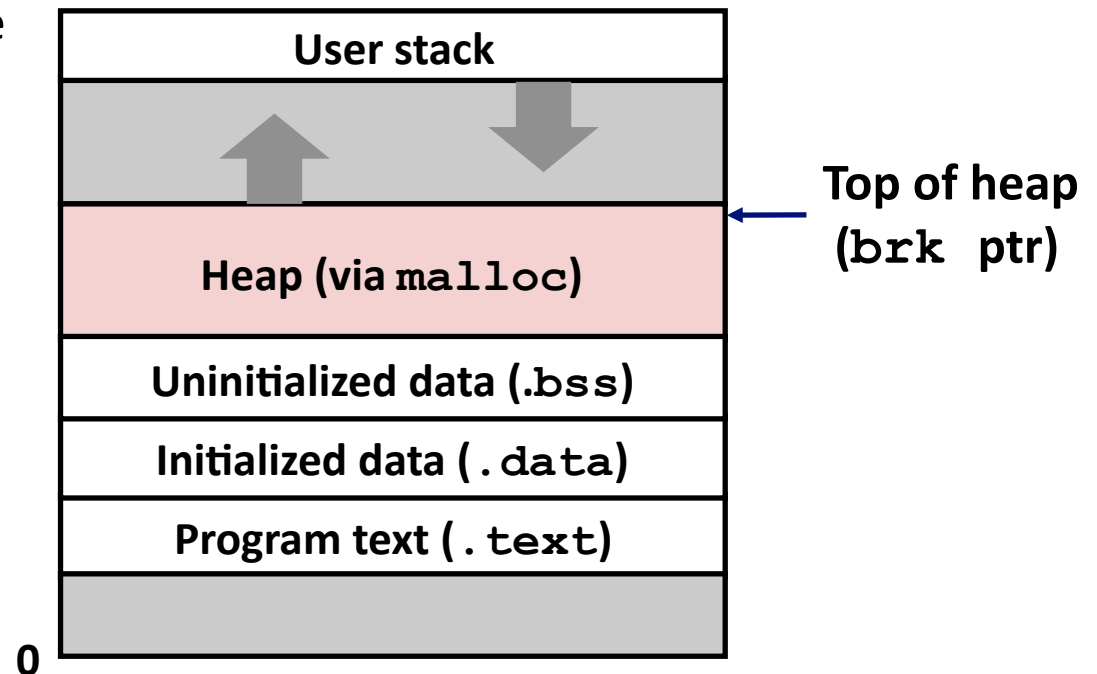 e
User stack
Top of heap
(brk ptr)
Heap (via malloc)
Uninitialized data (.bss)
Initialized data (.data)
Program text (.text)
0